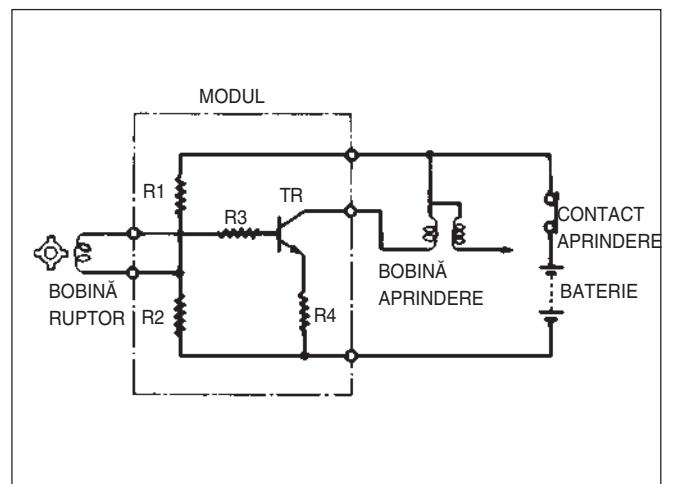 MODUL
R1
TR
R3
CONTACT
APRINDERE
BOBINĂ
RUPTOR
R2
R4
BOBINĂ
APRINDERE
BATERIE